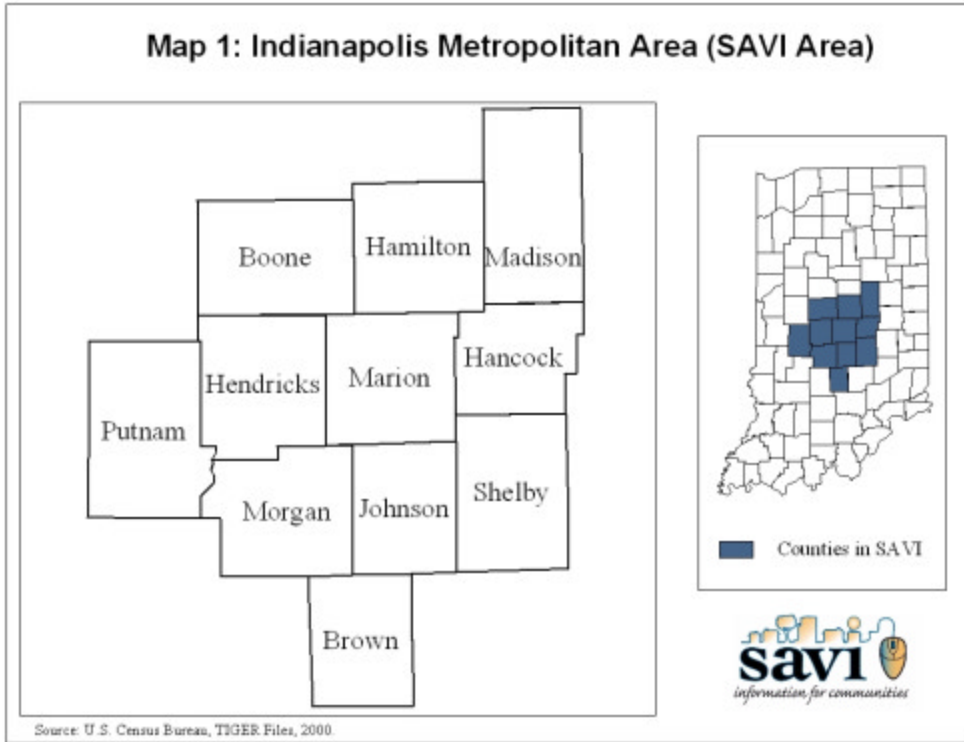 Map 1: Indianapolis Metropolitan Area (SAVI Area)
Boone
Hamilton
Madison
Hendricks
Marion
Hancock
Putnam
Morgan
Johnson
Shelby
Brown
Counties in SAVI
savi
information for communities
Source: U.S. Census Bureau, TIGER Files, 2000.